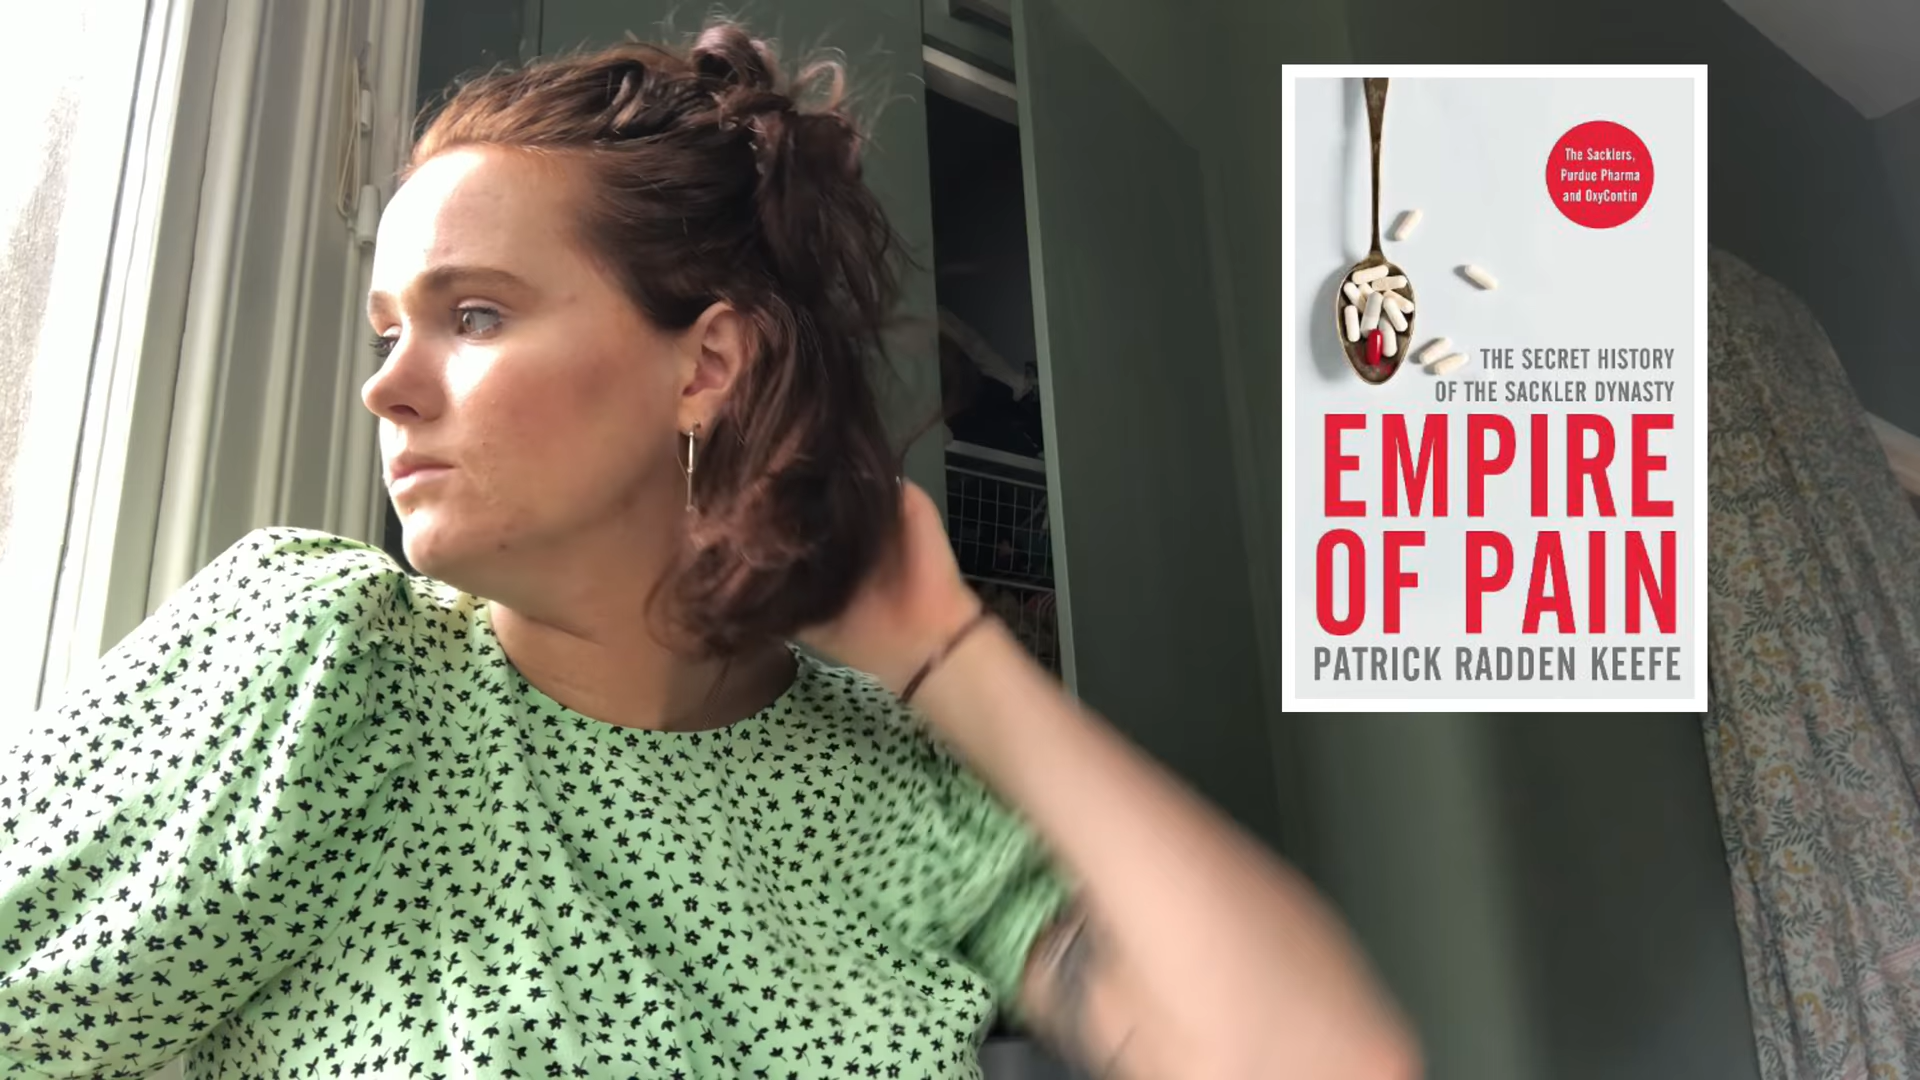 The Sacklers,
Purdue Pharma
and OxyContin
THE SECRET HISTORY
OF THE SACKLER DYNASTY
EMPIRE
OF PAIN
PATRICK RADDEN KEEFE